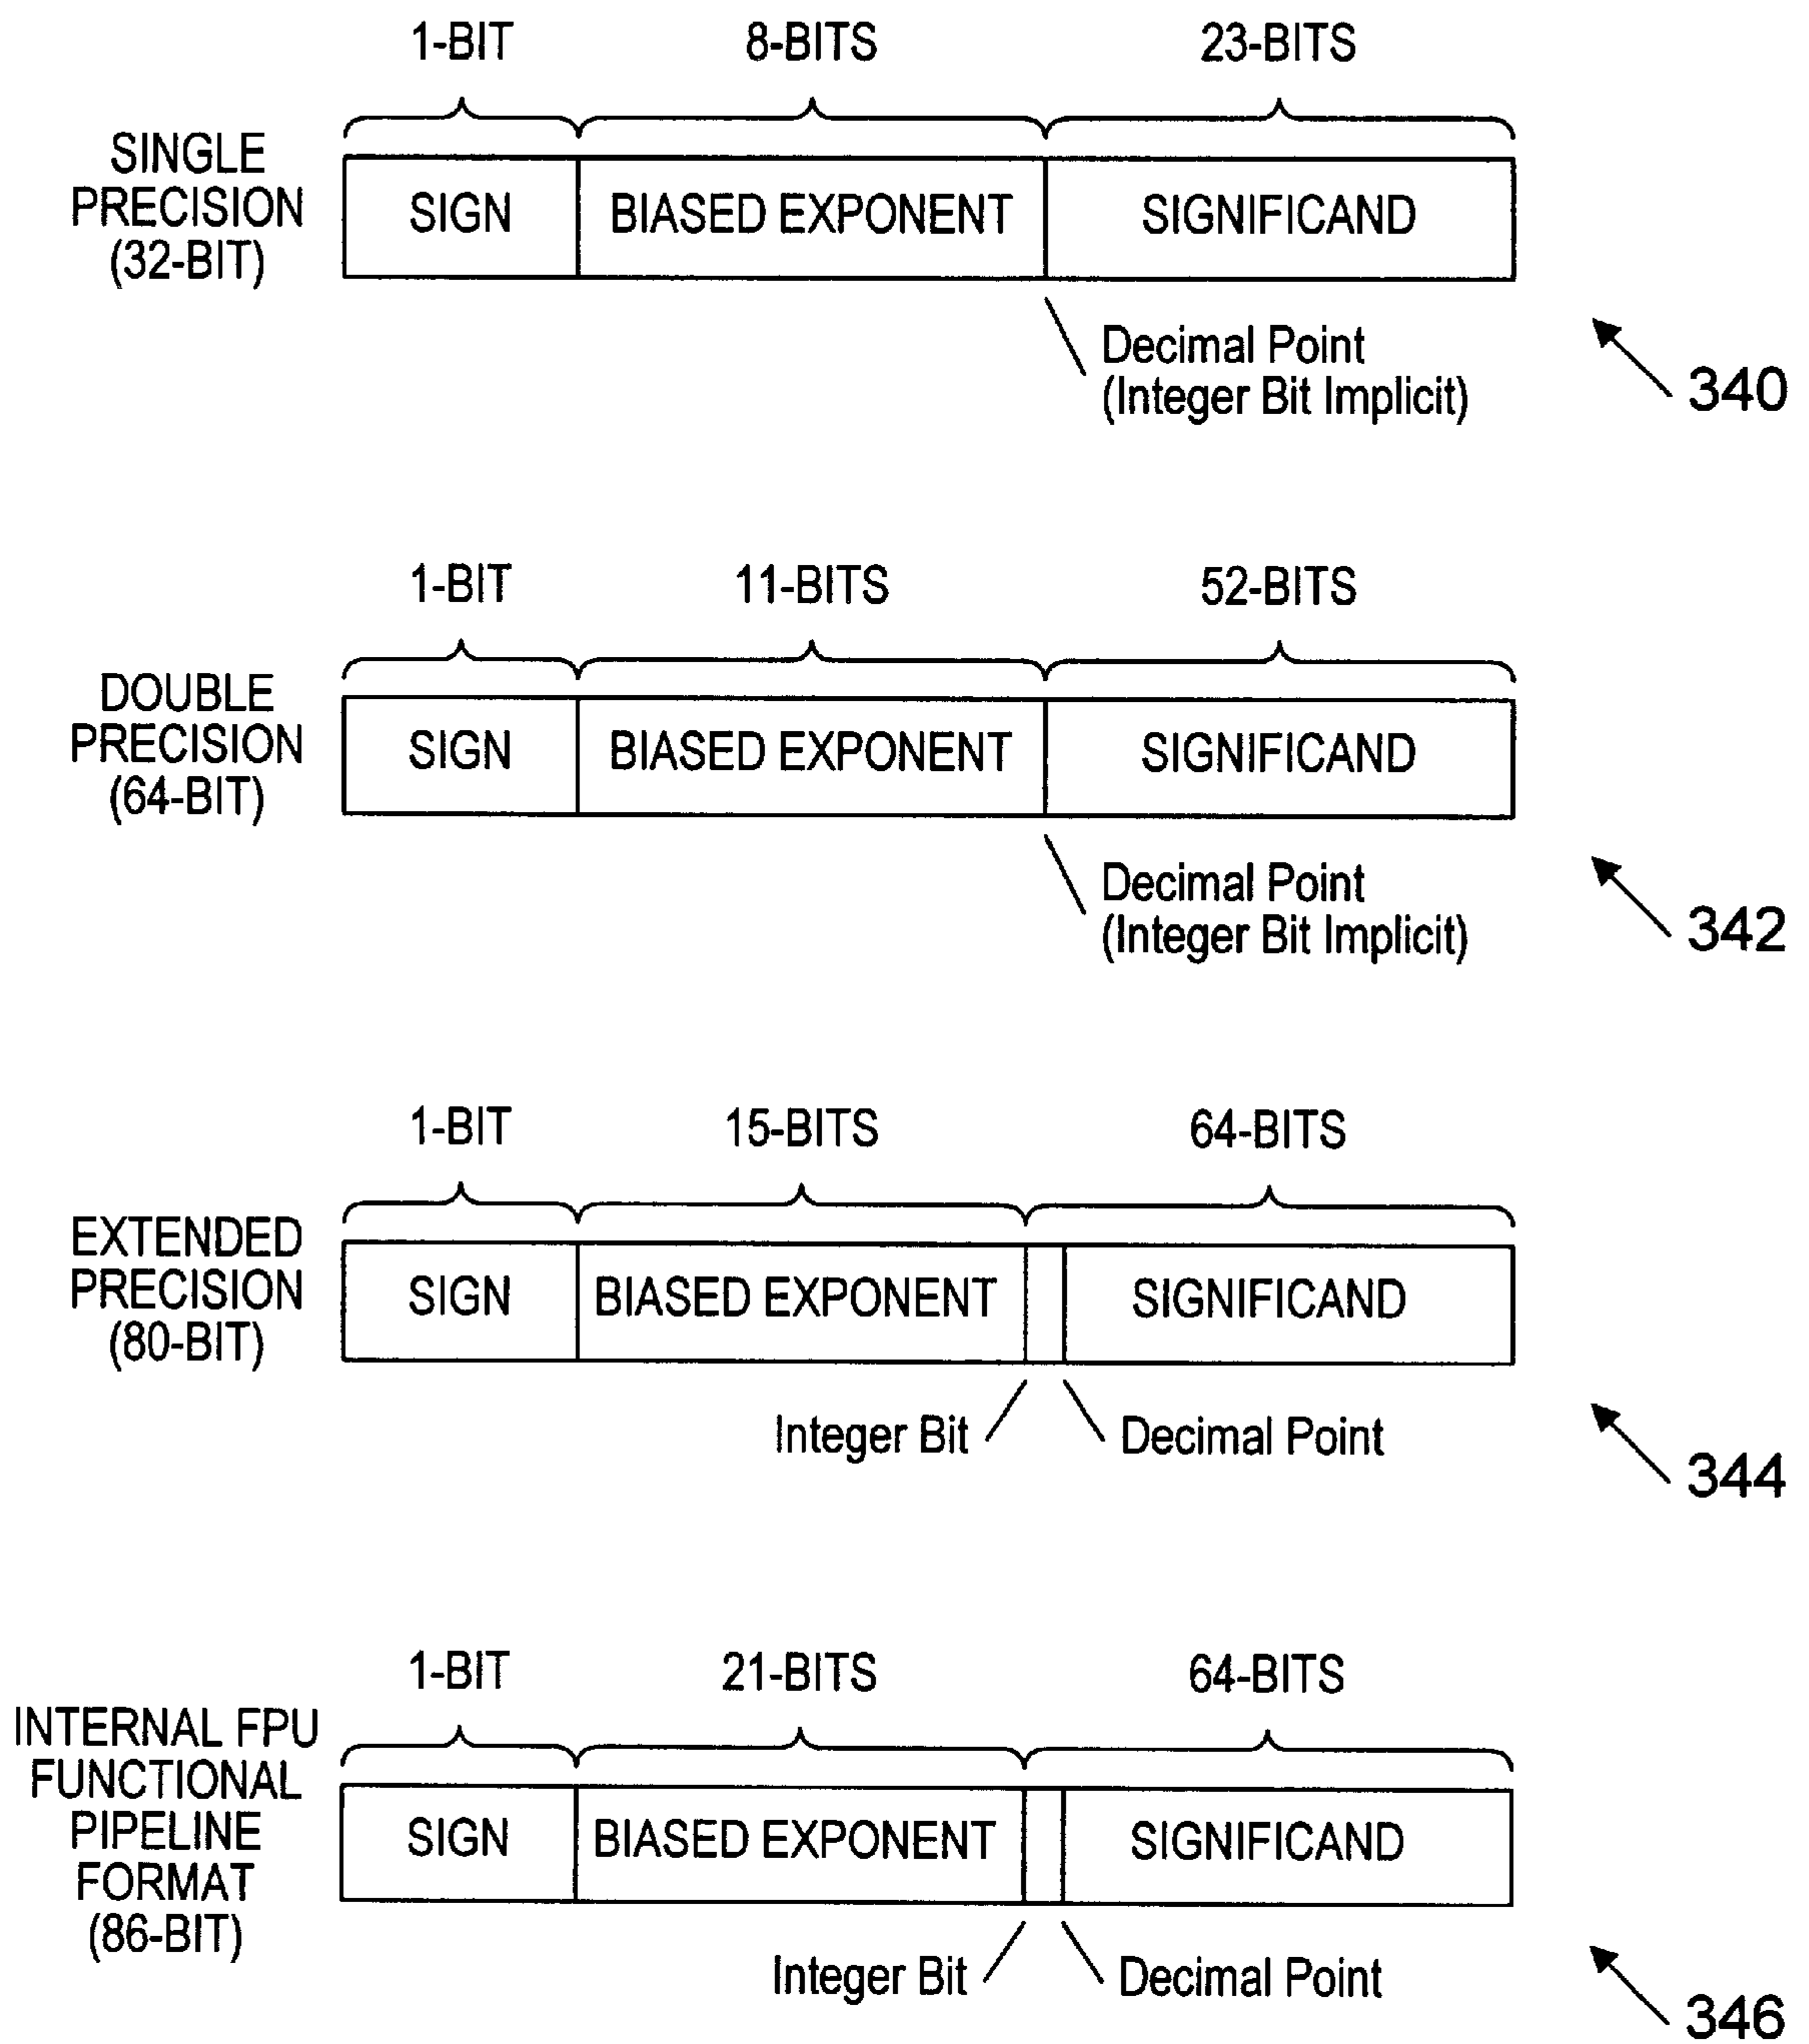 1-BIT 8-BITS 23-BITS
SINGLE
PRECISION
(32-BIT)
SIGN BIASED EXPONENT SIGNIFICAND
Decimal Point
(Integer Bit Implicit)
340
1-BIT 11-BITS 52-BITS
DOUBLE
PRECISION
(64-BIT)
SIGN BIASED EXPONENT SIGNIFICAND
Decimal Point
(Integer Bit Implicit)
342
1-BIT 15-BITS 64-BITS
EXTENDED
PRECISION
(80-BIT)
SIGN BIASED EXPONENT SIGNIFICAND
Integer Bit Decimal Point
344
1-BIT 21-BITS 64-BITS
INTERNAL FPU
FUNCTIONAL
PIPELINE
FORMAT
(86-BIT)
SIGN BIASED EXPONENT SIGNIFICAND
Integer Bit Decimal Point
346